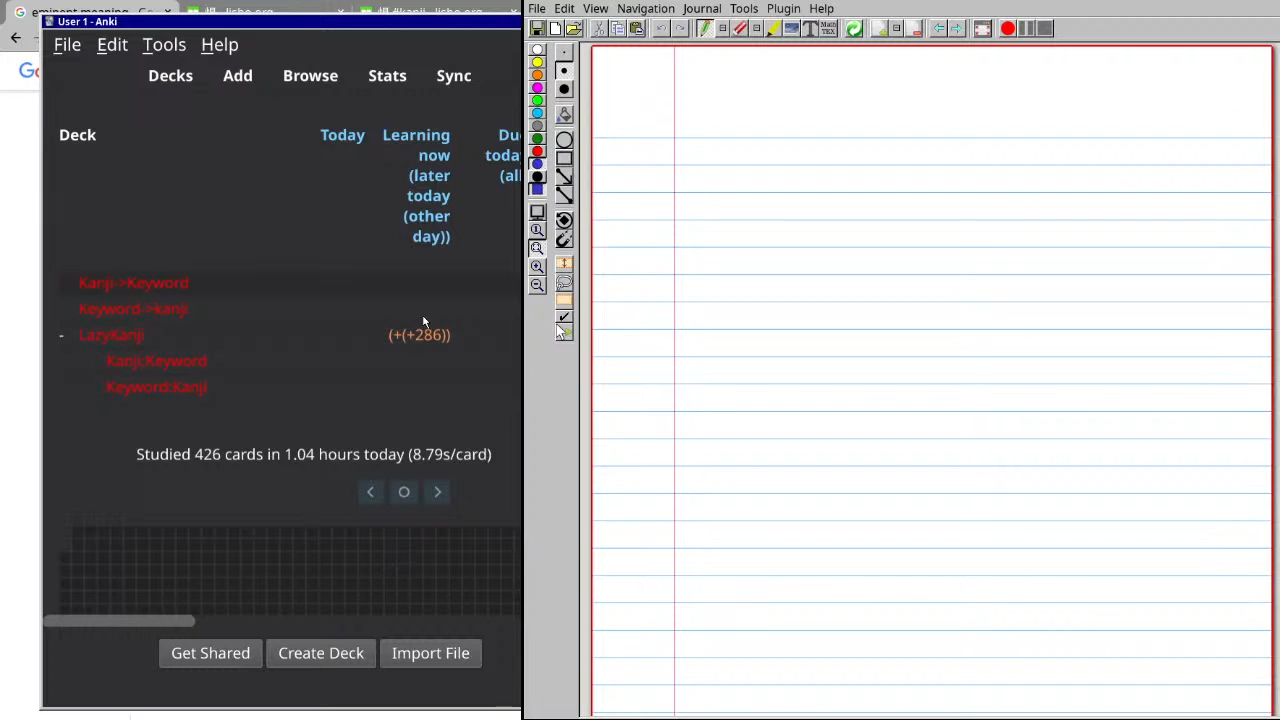 User 1 - Anki
File Edit Tools Help
Decks Add Browse Stats Sync
Deck Today Learning now (later today (other day))
Kanji->Keyword
Keyword->kanji
- LazyKanji (+(+286))
Kanji:Keyword
Keyword:Kanji
Studied 426 cards in 1.04 hours today (8.79s/card)
Get Shared Create Deck Import File
File Edit View Navigation Journal Tools Plugin Help